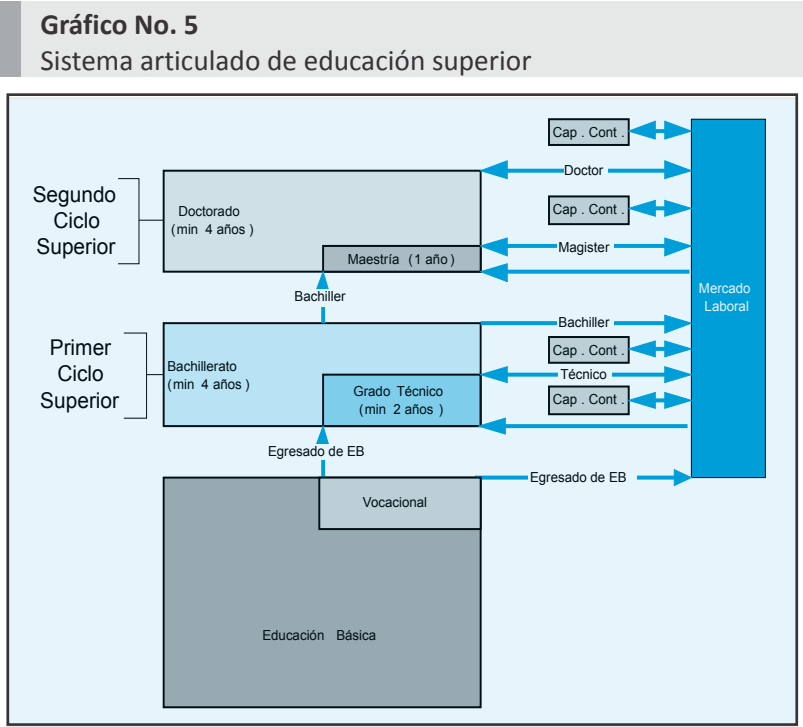 Gráfico No. 5
Sistema articulado de educación superior
Cap . Cont .
Doctor
Segundo
Ciclo
Superior
Doctorado
(min 4 años )
Cap . Cont .
Magister
Maestría (1 año )
Mercado
Laboral
Bachiller
Bachiller
Primer
Ciclo
Superior
Bachillerato
(min 4 años )
Cap . Cont .
Técnico
Grado Técnico
(min 2 años )
Cap . Cont .
Egresado de EB
Egresado de EB
Vocacional
Educación Básica